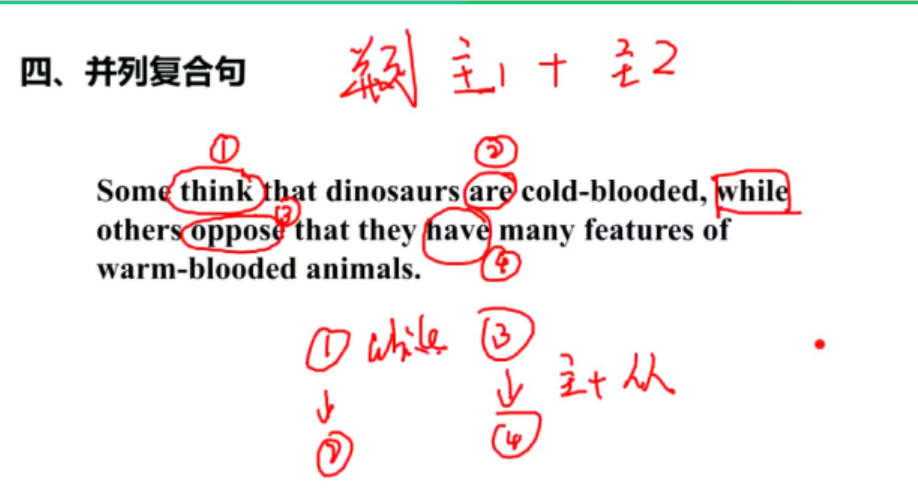 四、并列复合句 并列 主1 + 主2
① ②
Some think that dinosaurs are cold-blooded, while
③
others oppose that they have many features of
warm-blooded animals. ④
① while ③
↓ ↓ 主+从
② ④